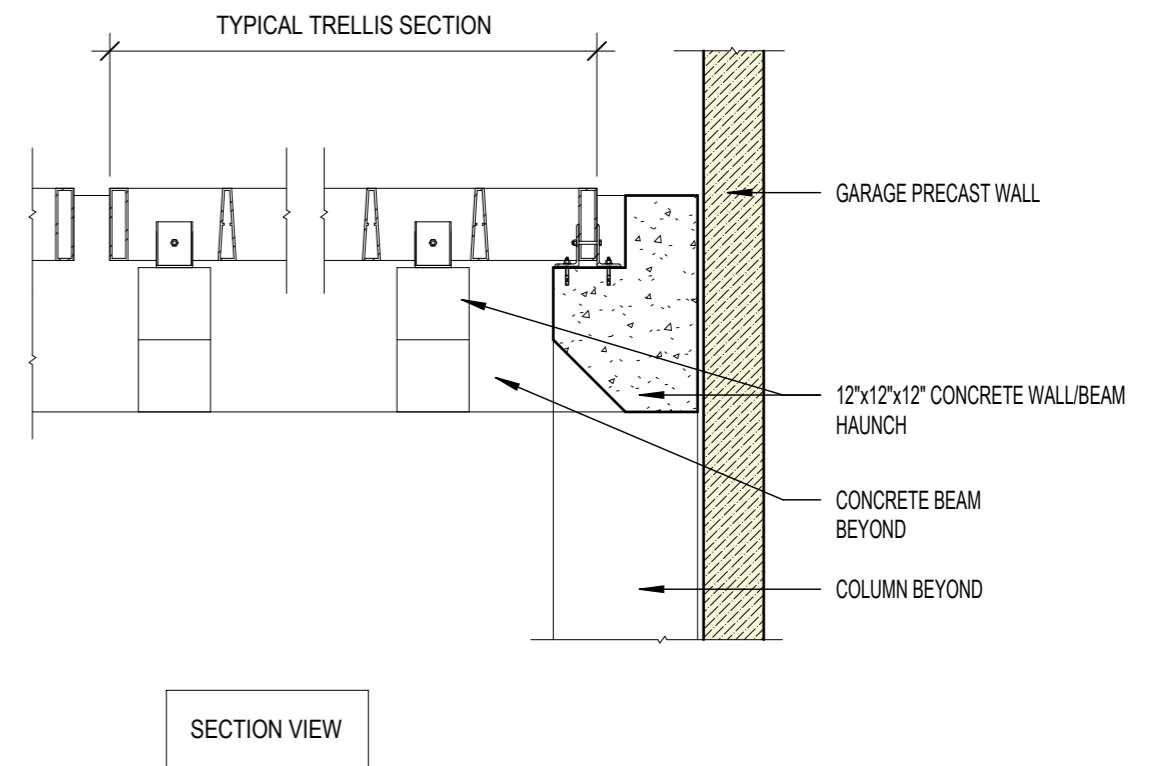 TYPICAL TRELLIS SECTION
GARAGE PRECAST WALL
12"x12"x12" CONCRETE WALL/BEAM
HAUNCH
CONCRETE BEAM
BEYOND
COLUMN BEYOND
SECTION VIEW